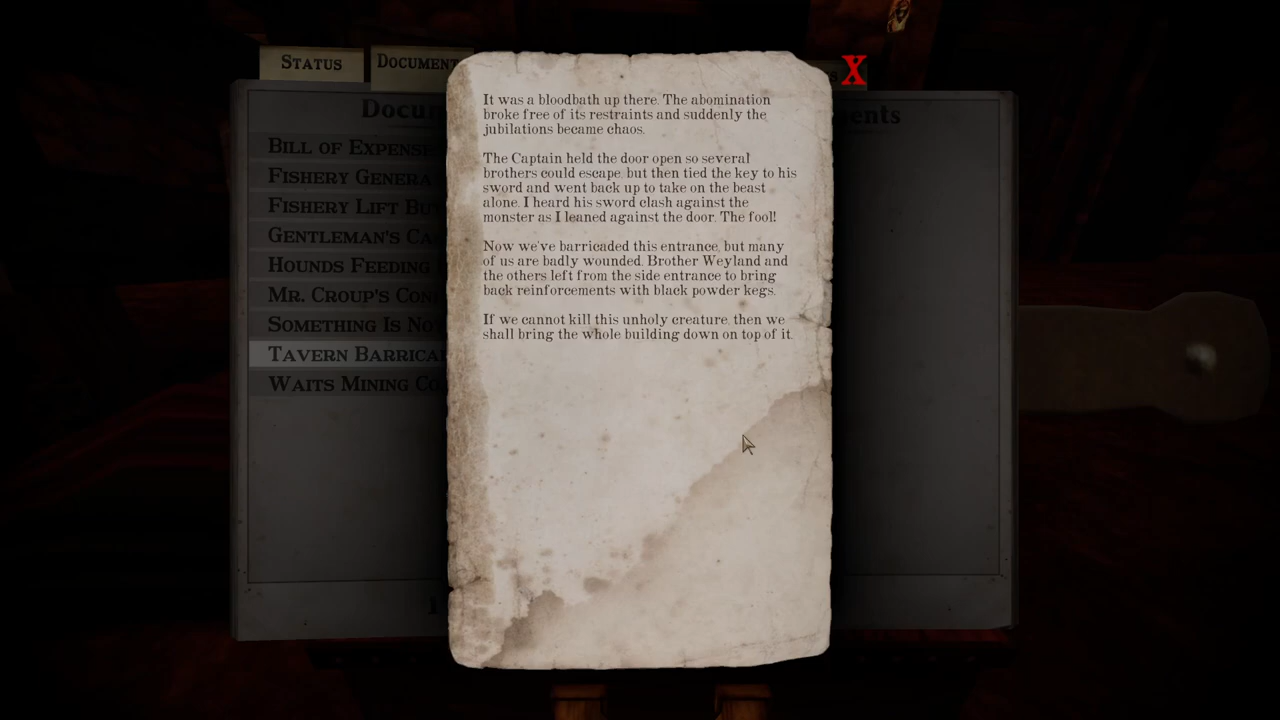 Status
Document
X
Docum
ents
Bill of Expense
Fishery Genera
Fishery Lift Bu
Gentleman's Ca
Hounds Feeding
Mr. Croup's Con
Something Is No
Tavern Barrica
Waits Mining Co
It was a bloodbath up there. The abomination
broke free of its restraints and suddenly the
jubilations became chaos.
The Captain held the door open so several
brothers could escape, but then tied the key to his
sword and went back up to take on the beast
alone. I heard his sword clash against the
monster as I leaned against the door. The fool!
Now we've barricaded this entrance, but many
of us are badly wounded. Brother Weyland and
the others left from the side entrance to bring
back reinforcements with black powder kegs.
If we cannot kill this unholy creature, then we
shall bring the whole building down on top of it.